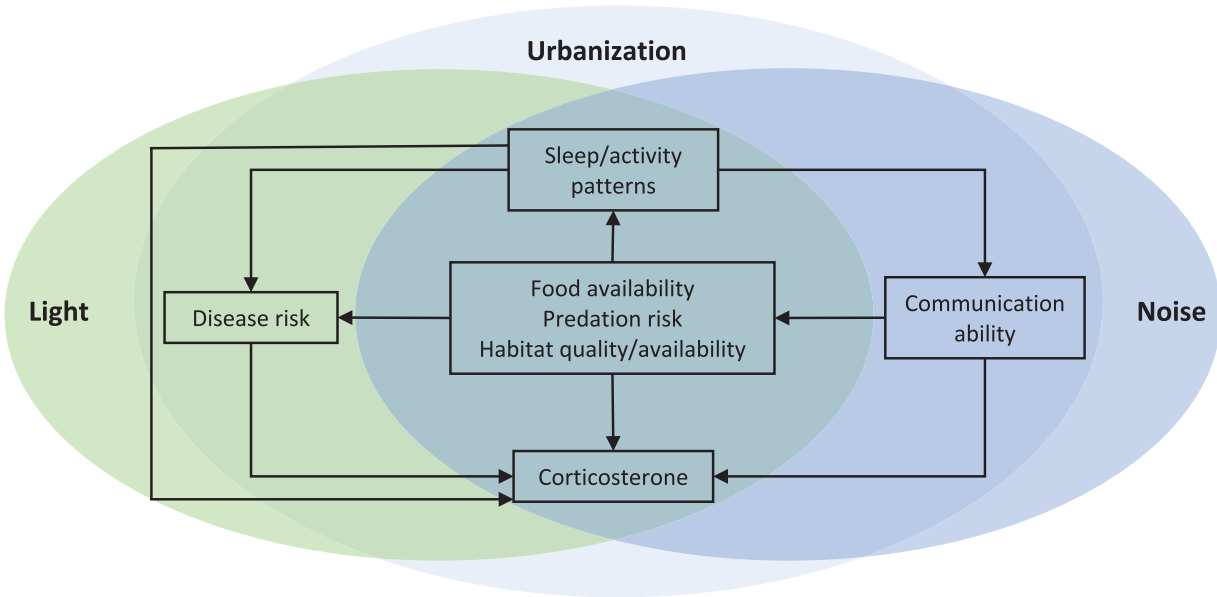 Urbanization
Sleep/activity
patterns
Light
Disease risk
Food availability
Predation risk
Habitat quality/availability
Communication
ability
Noise
Corticosterone